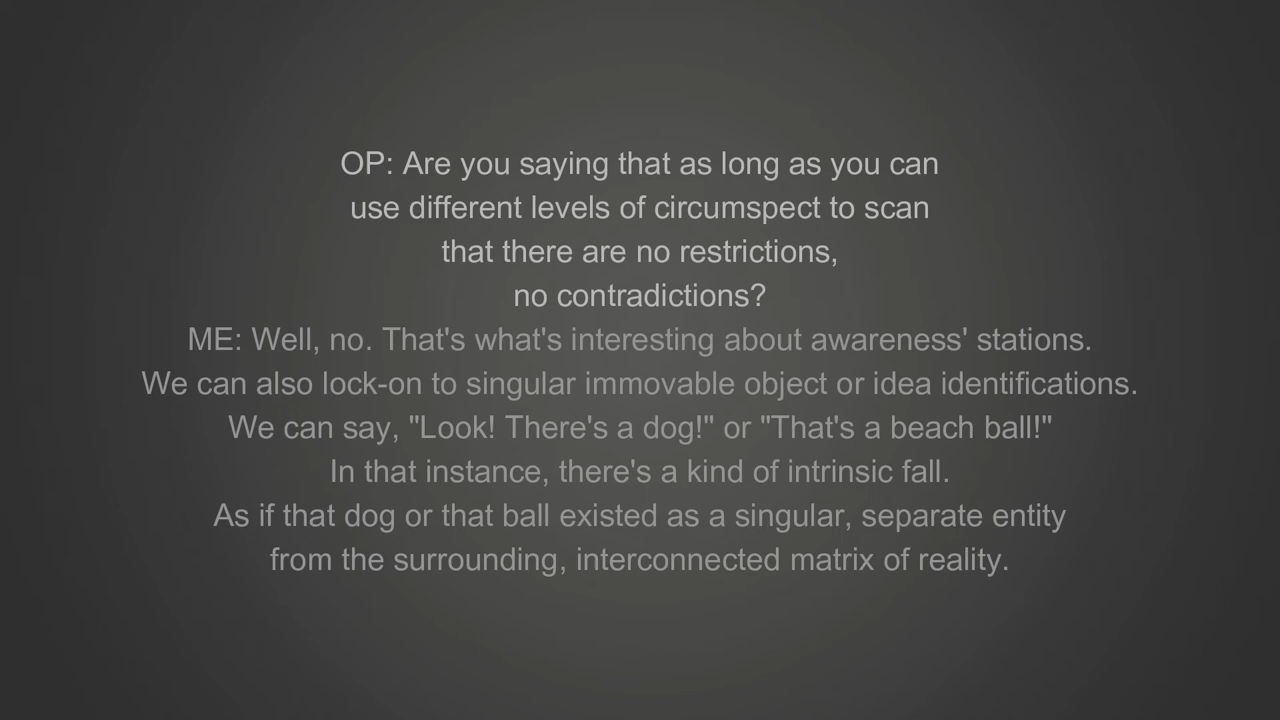 OP: Are you saying that as long as you can
use different levels of circumspect to scan
that there are no restrictions,
no contradictions?
ME: Well, no. That's what's interesting about awareness' stations.
We can also lock-on to singular immovable object or idea identifications.
We can say, "Look! There's a dog!" or "That's a beach ball!"
In that instance, there's a kind of intrinsic fall.
As if that dog or that ball existed as a singular, separate entity
from the surrounding, interconnected matrix of reality.